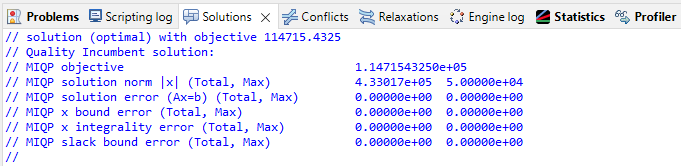 Problems Scripting log Solutions Conflicts Relaxations Engine log Statistics Profiler
// solution (optimal) with objective 114715.4325
// Quality Incumbent solution:
// MIQP objective 1.1471543250e+05
// MIQP solution norm |x| (Total, Max) 4.33017e+05 5.00000e+04
// MIQP solution error (Ax=b) (Total, Max) 0.00000e+00 0.00000e+00
// MIQP x bound error (Total, Max) 0.00000e+00 0.00000e+00
// MIQP x integrality error (Total, Max) 0.00000e+00 0.00000e+00
// MIQP slack bound error (Total, Max) 0.00000e+00 0.00000e+00
//